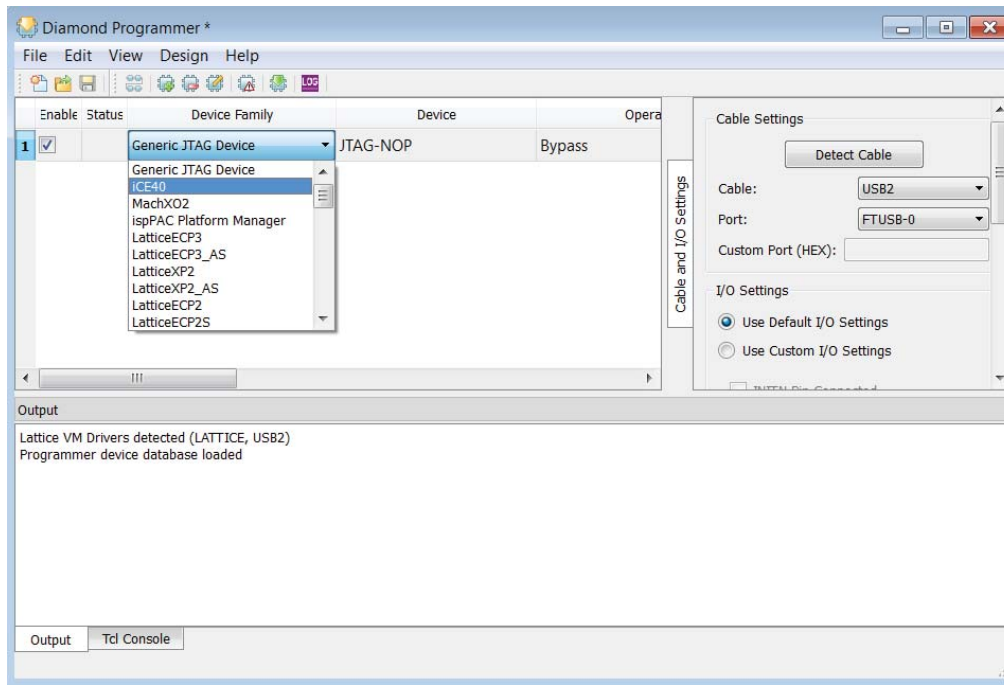 Diamond Programmer *
File Edit View Design Help
LOG
Enable Status Device Family Device Opera
1 Generic JTAG Device JTAG-NOP Bypass
Generic JTAG Device
iCE40
MachXO2
ispPAC Platform Manager
LatticeECP3
LatticeECP3_AS
LatticeXP2
LatticeXP2_AS
LatticeECP2
LatticeECP2S
Cable and I/O Settings
Cable Settings
Detect Cable
Cable: USB2
Port: FTUSB-0
Custom Port (HEX):
I/O Settings
Use Default I/O Settings
Use Custom I/O Settings
Output
Lattice VM Drivers detected (LATTICE, USB2)
Programmer device database loaded
Output Tcl Console